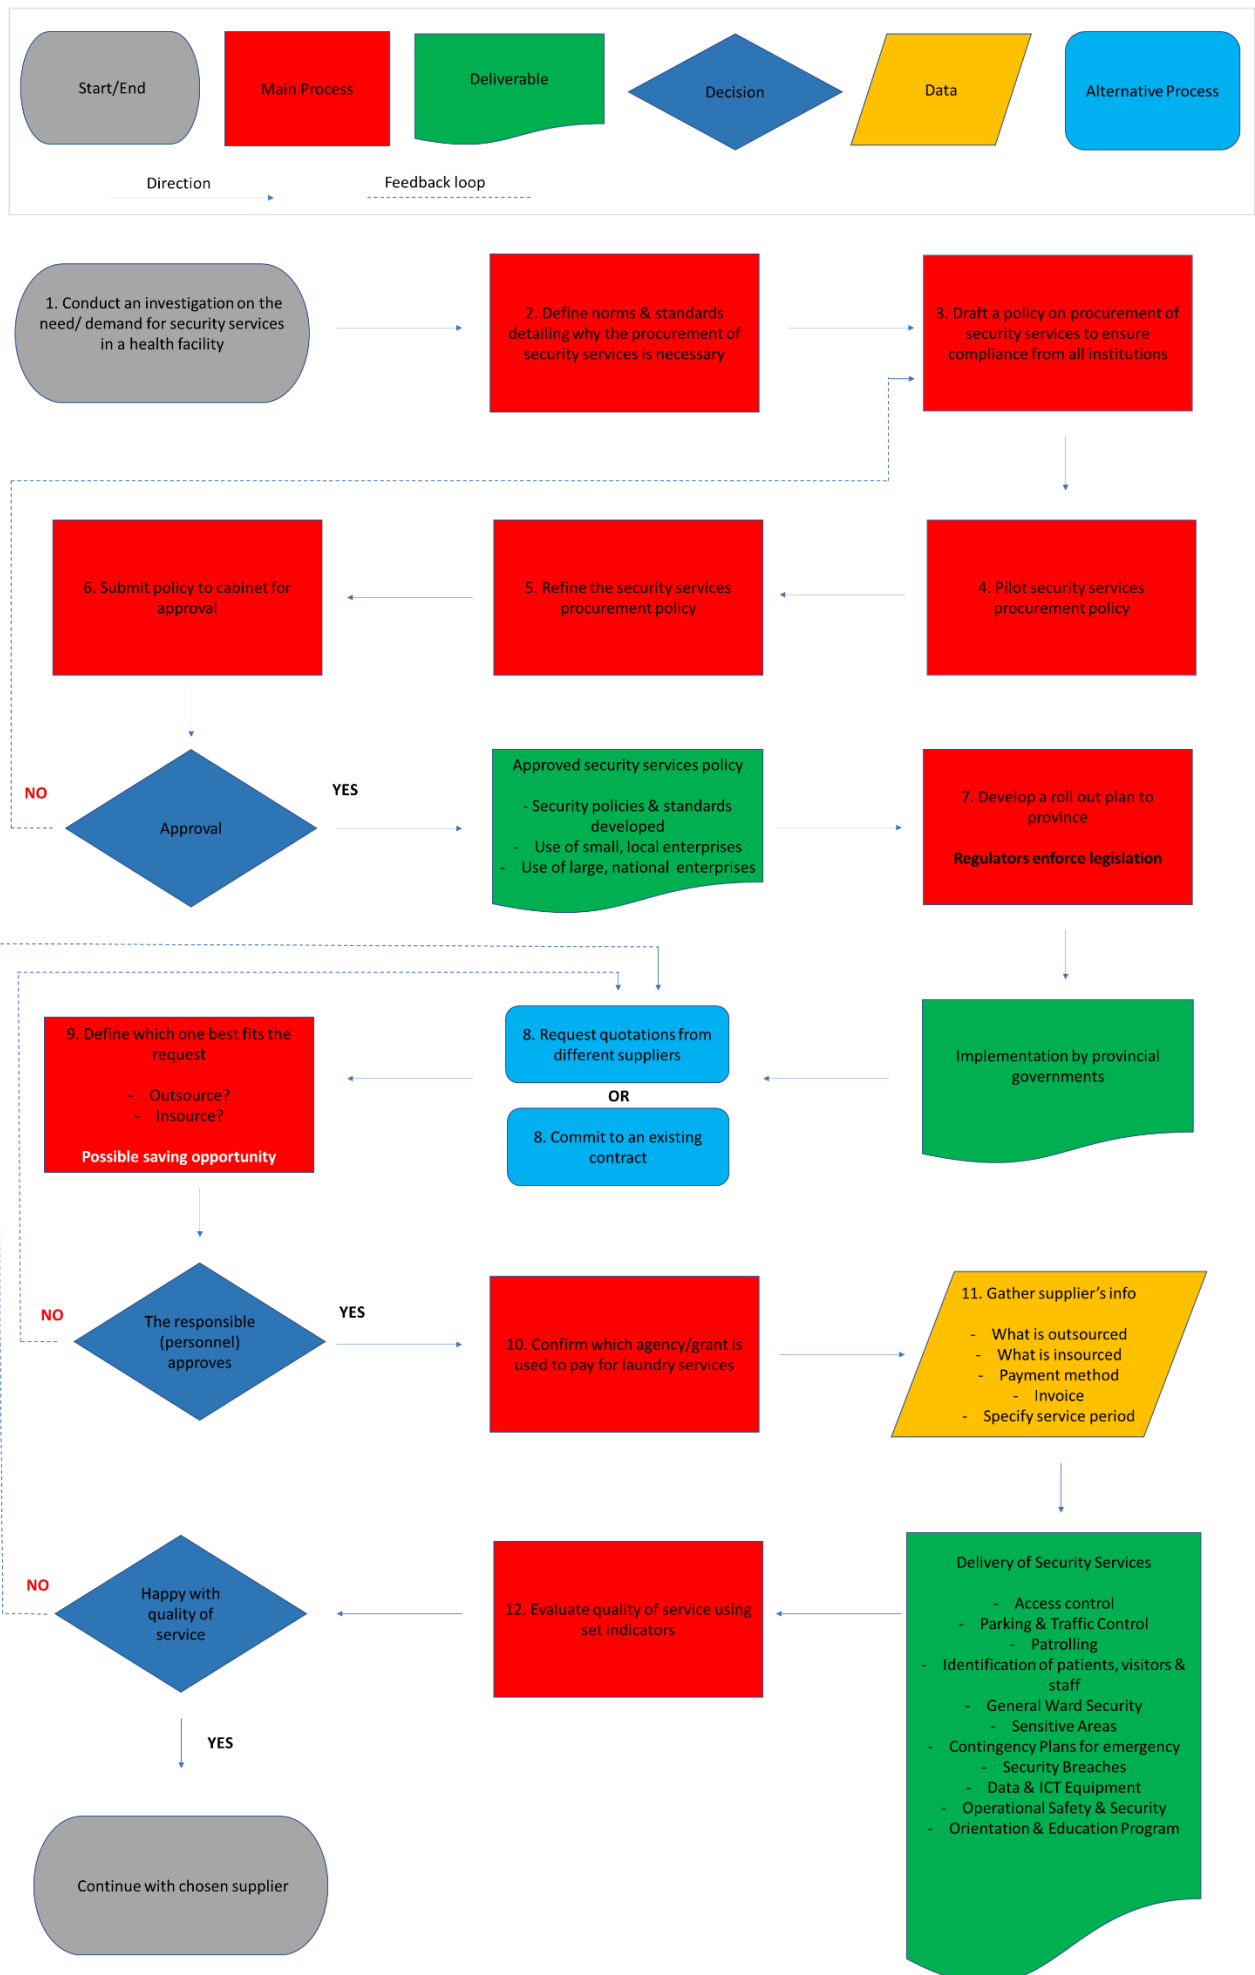 Start/End
Main Process
Deliverable
Decision
Data
Alternative Process
Direction
Feedback loop
1. Conduct an investigation on the
need/ demand for security services
in a health facility
2. Define norms & standards
detailing why the procurement of
security services is necessary
3. Draft a policy on procurement of
security services to ensure
compliance from all institutions
6. Submit policy to cabinet for
approval
5. Refine the security services
procurement policy
4. Pilot security services
procurement policy
NO
Approval
YES
Approved security services policy
- Security policies & standards
developed
- Use of small, local enterprises
- Use of large, national enterprises
7. Develop a roll out plan to
province
Regulators enforce legislation
9. Define which one best fits the
request
- Outsource?
- Insource?
Possible saving opportunity
8. Request quotations from
different suppliers
OR
8. Commit to an existing
contract
Implementation by provincial
governments
NO
The responsible
(personnel)
approves
YES
10. Confirm which agency/grant is
used to pay for laundry services
11. Gather supplier's info
- What is outsourced
- What is insourced
- Payment method
- Invoice
- Specify service period
NO
Happy with
quality of
service
YES
12. Evaluate quality of service using
set indicators
Delivery of Security Services
- Access control
- Parking & Traffic Control
- Patrolling
- Identification of patients, visitors &
staff
- General Ward Security
- Sensitive Areas
- Contingency Plans for emergency
- Security Breaches
- Data & ICT Equipment
- Operational Safety & Security
- Orientation & Education Program
Continue with chosen supplier